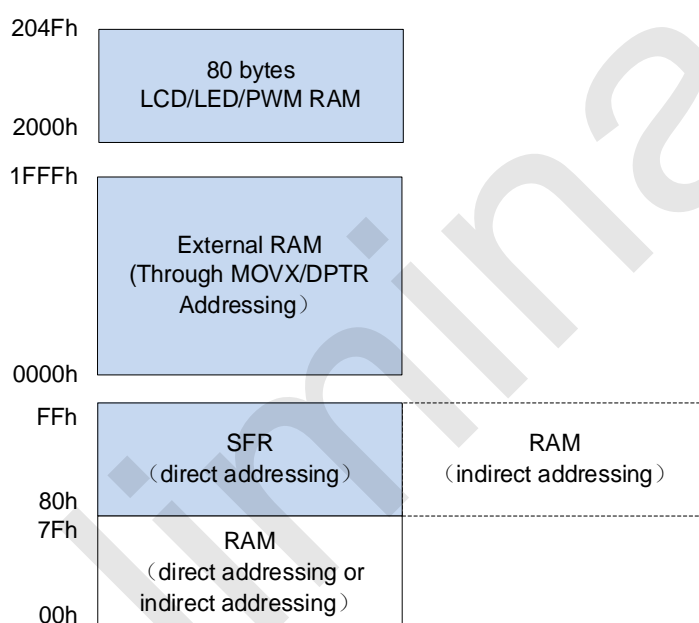 204Fh
80 bytes
LCD/LED/PWM RAM
2000h
1FFFh
External RAM
(Through MOVX/DPTR
Addressing）
0000h
FFh
SFR
（direct addressing）
80h
RAM
（indirect addressing）
7Fh
RAM
（direct addressing or
indirect addressing）
00h
limina